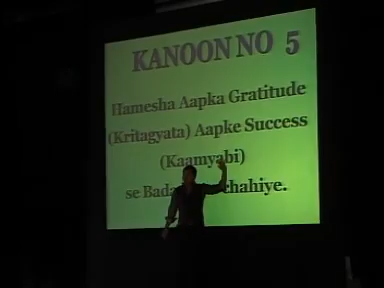 KANOON NO 5
Hamesha Aapka Gratitude
(Kritagyata) Aapke Success
(Kaamyabi)
se Bada chahiye.